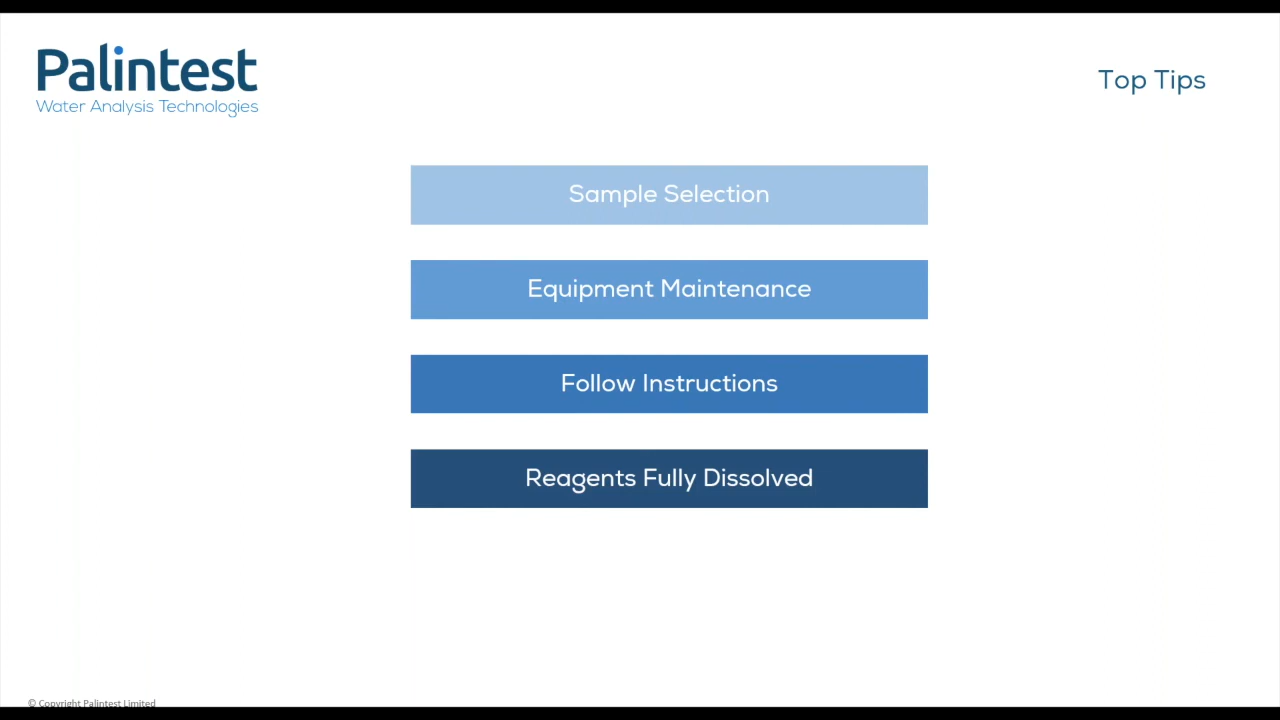 Palintest
Water Analysis Technologies
Top Tips
Sample Selection
Equipment Maintenance
Follow Instructions
Reagents Fully Dissolved
© Copyright Palintest Limited